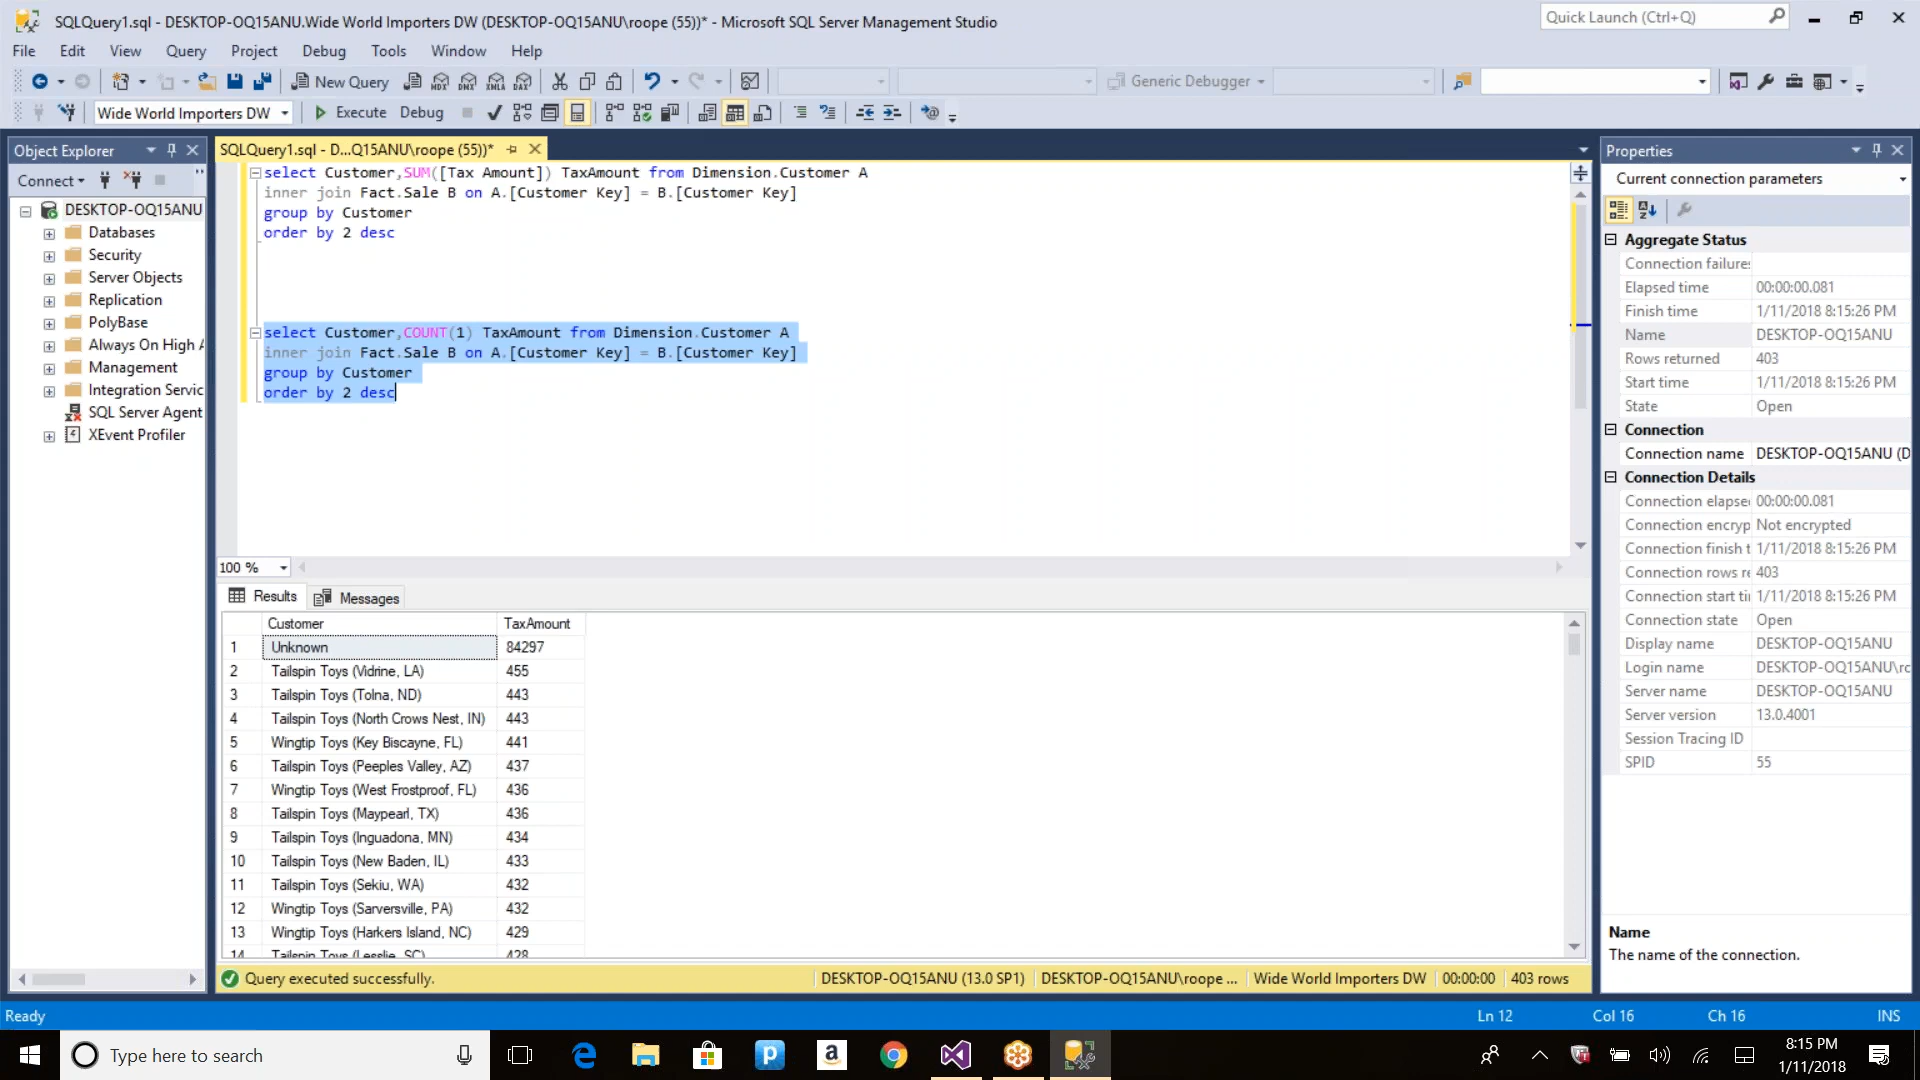 SQLQuery1.sql - DESKTOP-OQ15ANU.Wide World Importers DW (DESKTOP-OQ15ANU\roope (55))* - Microsoft SQL Server Management Studio
Quick Launch (Ctrl+Q)
File Edit View Query Project Debug Tools Window Help
New Query
Generic Debugger
Wide World Importers DW
Execute Debug
Object Explorer
Connect
DESKTOP-OQ15ANU
Databases
Security
Server Objects
Replication
PolyBase
Always On High A
Management
Integration Servic
SQL Server Agent
XEvent Profiler
SQLQuery1.sql - D...Q15ANU\roope (55))*
select Customer,SUM([Tax Amount]) TaxAmount from Dimension.Customer A
inner join Fact.Sale B on A.[Customer Key] = B.[Customer Key]
group by Customer
order by 2 desc
select Customer,COUNT(1) TaxAmount from Dimension.Customer A
inner join Fact.Sale B on A.[Customer Key] = B.[Customer Key]
group by Customer
order by 2 desc
100 %
Results Messages
Customer TaxAmount
1 Unknown 84297
2 Tailspin Toys (Vidrine, LA) 455
3 Tailspin Toys (Tolna, ND) 443
4 Tailspin Toys (North Crows Nest, IN) 443
5 Wingtip Toys (Key Biscayne, FL) 441
6 Tailspin Toys (Peeples Valley, AZ) 437
7 Wingtip Toys (West Frostproof, FL) 436
8 Tailspin Toys (Maypearl, TX) 436
9 Tailspin Toys (Inguadona, MN) 434
10 Tailspin Toys (New Baden, IL) 433
11 Tailspin Toys (Sekiu, WA) 432
12 Wingtip Toys (Sarversville, PA) 432
13 Wingtip Toys (Harkers Island, NC) 429
14 Tailspin Toys (Lesslie, SC) 428
Query executed successfully.
DESKTOP-OQ15ANU (13.0 SP1) DESKTOP-OQ15ANU\roope ... Wide World Importers DW 00:00:00 403 rows
Properties
Current connection parameters
Aggregate Status
Connection failures
Elapsed time 00:00:00.081
Finish time 1/11/2018 8:15:26 PM
Name DESKTOP-OQ15ANU
Rows returned 403
Start time 1/11/2018 8:15:26 PM
State Open
Connection
Connection name DESKTOP-OQ15ANU (D
Connection Details
Connection elapse 00:00:00.081
Connection encryp Not encrypted
Connection finish t 1/11/2018 8:15:26 PM
Connection rows re 403
Connection start ti 1/11/2018 8:15:26 PM
Connection state Open
Display name DESKTOP-OQ15ANU
Login name DESKTOP-OQ15ANU\ro
Server name DESKTOP-OQ15ANU
Server version 13.0.4001
Session Tracing ID
SPID 55
Name
The name of the connection.
Ready
Ln 12 Col 16 Ch 16 INS
Type here to search
8:15 PM
1/11/2018